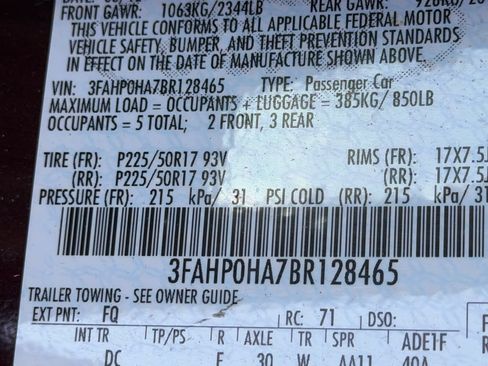 FRONT GAWR: 1063KG/2344LB REAR GAWR:
THIS VEHICLE CONFORMS TO ALL APPLICABLE FEDERAL MOTOR
VEHICLE SAFETY, BUMPER, AND THEFT PREVENTION STANDARDS
IN EFFECT ON THE DATE OF MANUFACTURE SHOWN ABOVE.
VIN: 3FAHP0HA7BR128465 TYPE: Passenger Car
MAXIMUM LOAD = OCCUPANTS + LUGGAGE = 385KG/ 850LB
OCCUPANTS = 5 TOTAL; 2 FRONT, 3 REAR
TIRE (FR): P225/50R17 93V RIMS (FR): 17X7.5J
(RR): P225/50R17 93V (RR): 17X7.5J
PRESSURE (FR): 215 kPa/ 31 PSI COLD (RR): 215 kPa/ 31
3FAHP0HA7BR128465
TRAILER TOWING - SEE OWNER GUIDE
EXT PNT: FQ RC: 71 DSO:
INT TR TP/PS R AXLE TR SPR ADE1F
DC 30 W AA11 40A